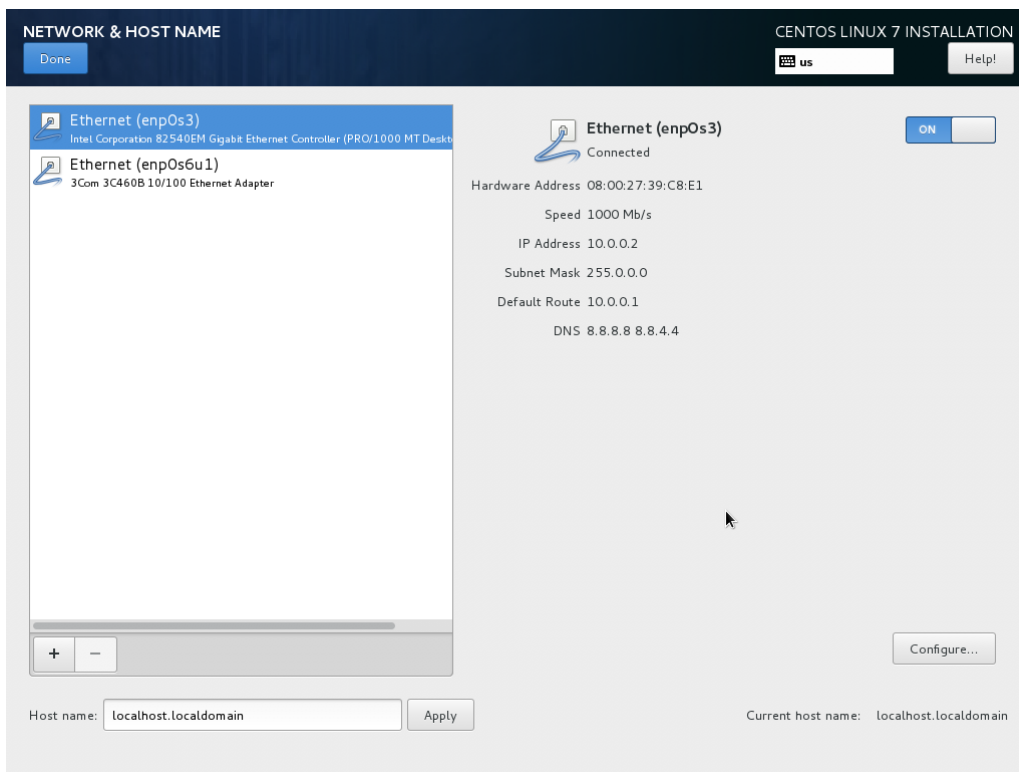 NETWORK & HOST NAME
CENTOS LINUX 7 INSTALLATION
Done
us
Help!
Ethernet (enp0s3)
Intel Corporation 82540EM Gigabit Ethernet Controller (PRO/1000 MT Deskt
Ethernet (enp0s6u1)
3Com 3C460B 10/100 Ethernet Adapter
Ethernet (enp0s3)
Connected
ON
Hardware Address 08:00:27:39:C8:E1
Speed 1000 Mb/s
IP Address 10.0.0.2
Subnet Mask 255.0.0.0
Default Route 10.0.0.1
DNS 8.8.8.8 8.8.4.4
+ −
Configure...
Host name: localhost.localdomain Apply
Current host name: localhost.localdomain